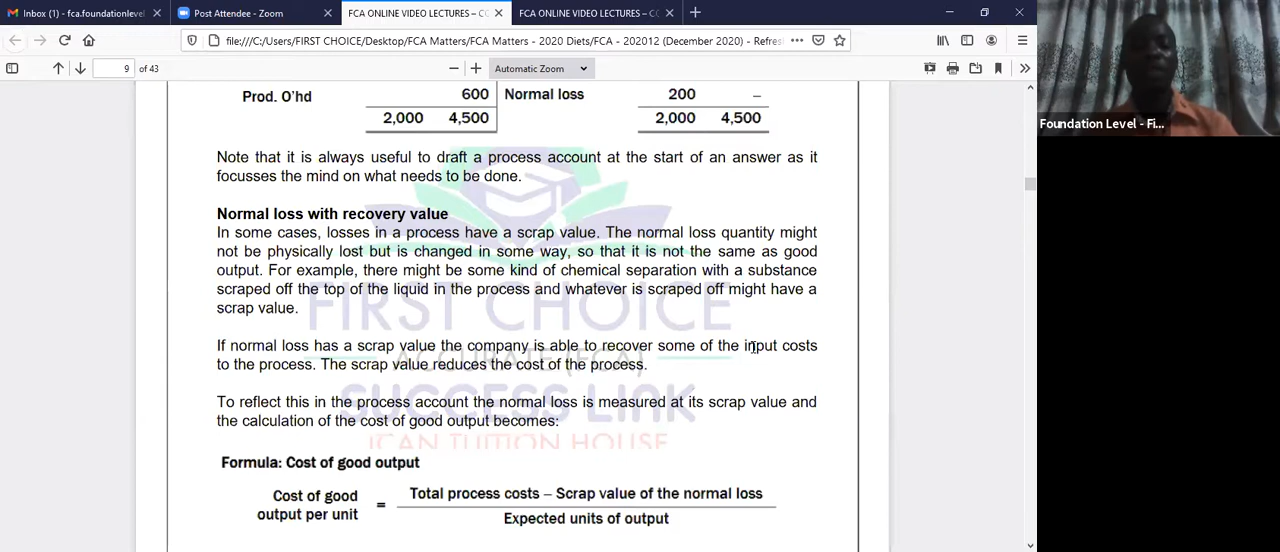 Inbox (1) - fca.foundationlevel
Post Attendee - Zoom
FCA ONLINE VIDEO LECTURES – CO
FCA ONLINE VIDEO LECTURES – CO
file:///C:/Users/FIRST CHOICE/Desktop/FCA Matters/FCA Matters - 2020 Diets/FCA - 202012 (December 2020) - Refres
9 of 43
Automatic Zoom
Foundation Level - Fi...
Prod. O'hd 600 Normal loss 200 –
2,000 4,500 2,000 4,500
Note that it is always useful to draft a process account at the start of an answer as it
focusses the mind on what needs to be done.
Normal loss with recovery value
In some cases, losses in a process have a scrap value. The normal loss quantity might
not be physically lost but is changed in some way, so that it is not the same as good
output. For example, there might be some kind of chemical separation with a substance
scraped off the top of the liquid in the process and whatever is scraped off might have a
scrap value.
FIRST CHOICE
If normal loss has a scrap value the company is able to recover some of the input costs
ACCURATE (FCA)
to the process. The scrap value reduces the cost of the process.
SUCCESS LINK
To reflect this in the process account the normal loss is measured at its scrap value and
the calculation of the cost of good output becomes:
ICAN TUITION HOUSE
Formula: Cost of good output
Cost of good
output per unit
=
Total process costs – Scrap value of the normal loss
Expected units of output